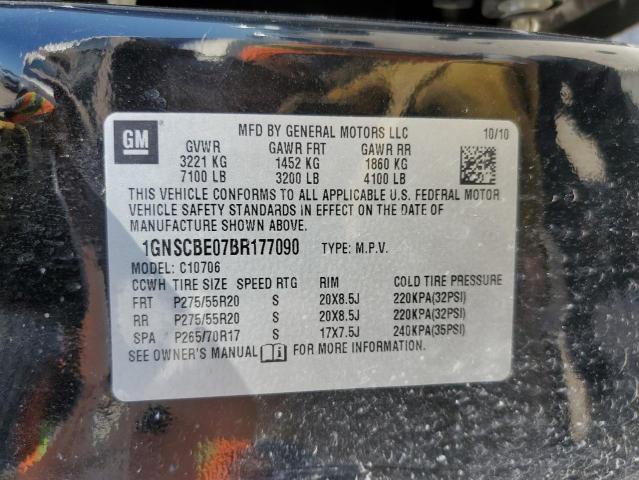 GM
MFD BY GENERAL MOTORS LLC 10/10
GVWR GAWR FRT GAWR RR
3221 KG 1452 KG 1860 KG
7100 LB 3200 LB 4100 LB
THIS VEHICLE CONFORMS TO ALL APPLICABLE U.S. FEDERAL MOTOR
VEHICLE SAFETY STANDARDS IN EFFECT ON THE DATE OF
MANUFACTURE SHOWN ABOVE.
1GNSCBE07BR177090 TYPE: M.P.V.
MODEL: C10706
CCWH TIRE SIZE SPEED RTG RIM COLD TIRE PRESSURE
FRT P275/55R20 S 20X8.5J 220KPA(32PSI)
RR P275/55R20 S 20X8.5J 220KPA(32PSI)
SPA P265/70R17 S 17X7.5J 240KPA(35PSI)
SEE OWNER'S MANUAL FOR MORE INFORMATION.